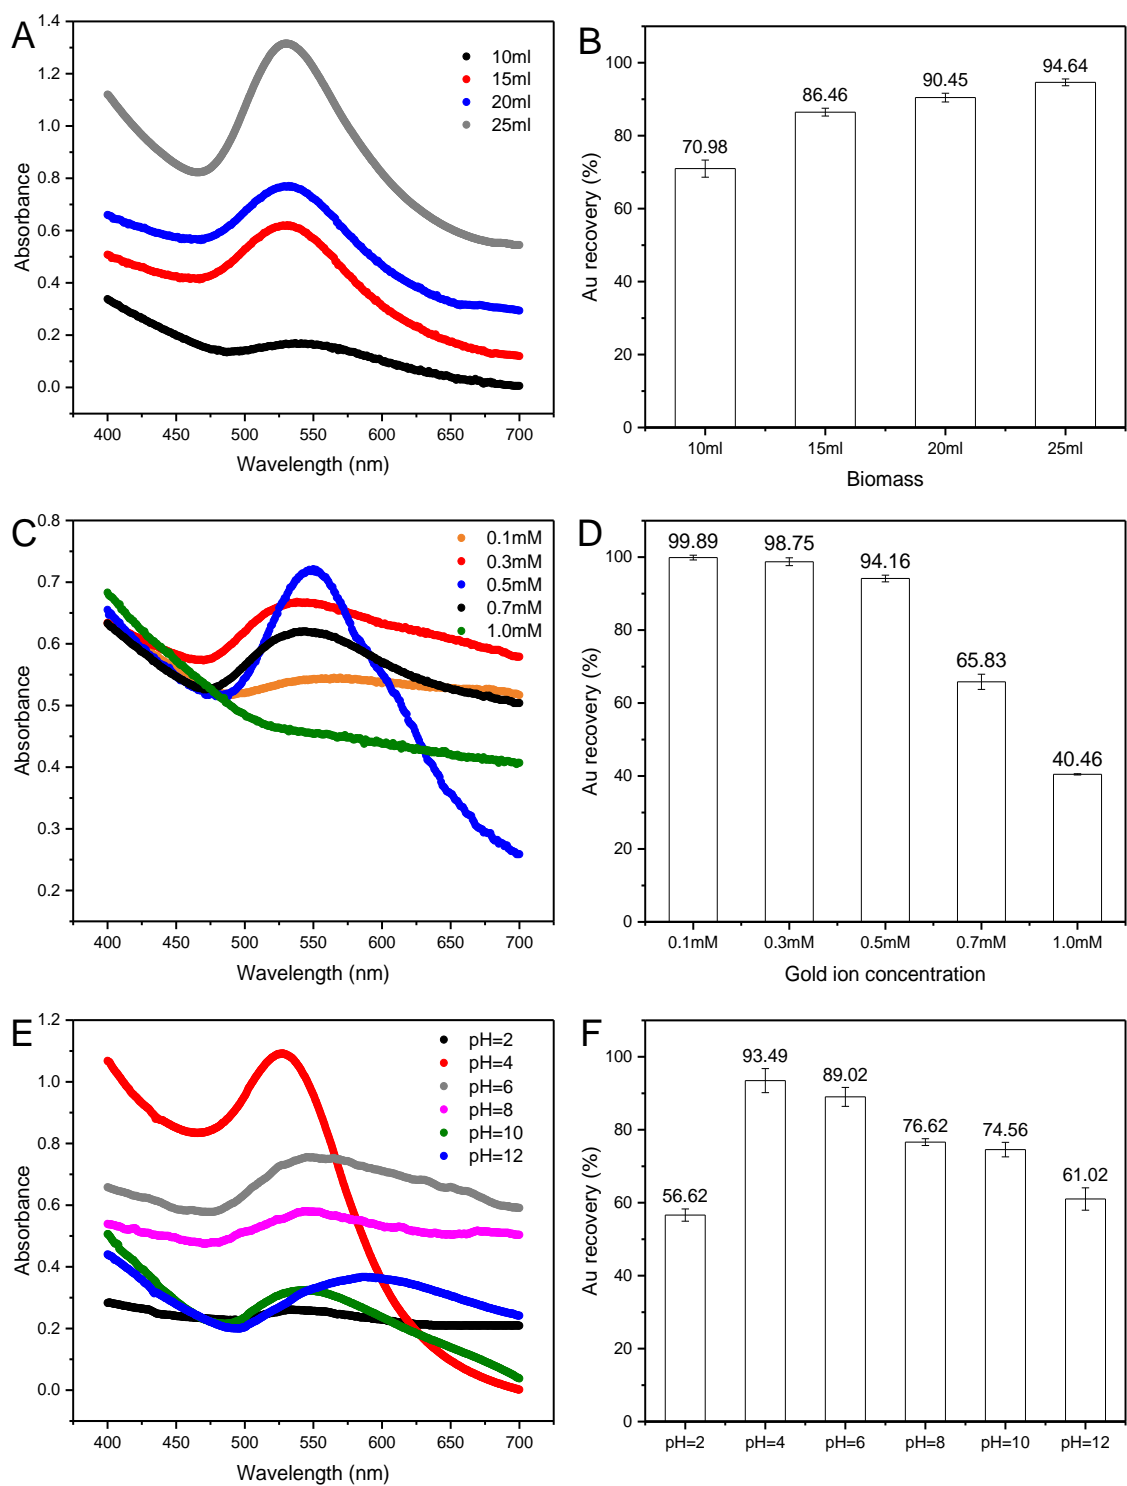 A
1.4
1.2
1.0
0.8
0.6
0.4
0.2
0.0
Absorbance
10ml
15ml
20ml
25ml
400 450 500 550 600 650 700
Wavelength (nm)
B
100
80
60
40
20
0
Au recovery (%)
70.98
86.46
90.45
94.64
10ml 15ml 20ml 25ml
Biomass
C
0.8
0.7
0.6
0.5
0.4
0.3
0.2
Absorbance
0.1mM
0.3mM
0.5mM
0.7mM
1.0mM
400 450 500 550 600 650 700
Wavelength (nm)
D
100
80
60
40
20
0
Au recovery (%)
99.89
98.75
94.16
65.83
40.46
0.1mM 0.3mM 0.5mM 0.7mM 1.0mM
Gold ion concentration
E
1.2
1.0
0.8
0.6
0.4
0.2
0.0
Absorbance
pH=2
pH=4
pH=6
pH=8
pH=10
pH=12
400 450 500 550 600 650 700
Wavelength (nm)
F
100
80
60
40
20
0
Au recovery (%)
56.62
93.49
89.02
76.62
74.56
61.02
pH=2 pH=4 pH=6 pH=8 pH=10 pH=12